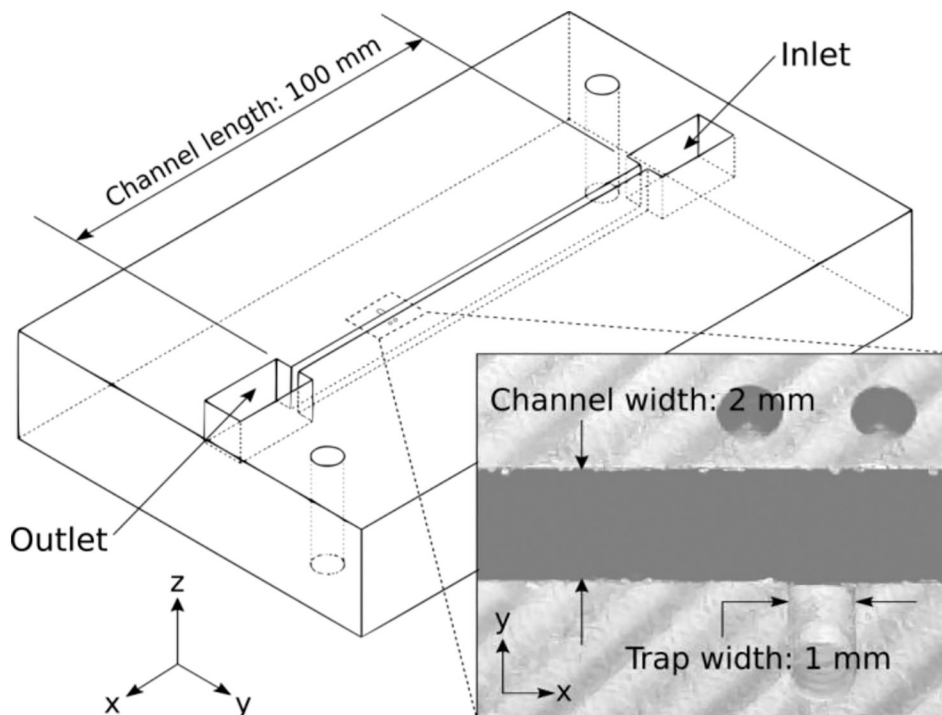 Inlet
Channel length: 100 mm
Channel width: 2 mm
Outlet
z
x
y
y
x
Trap width: 1 mm